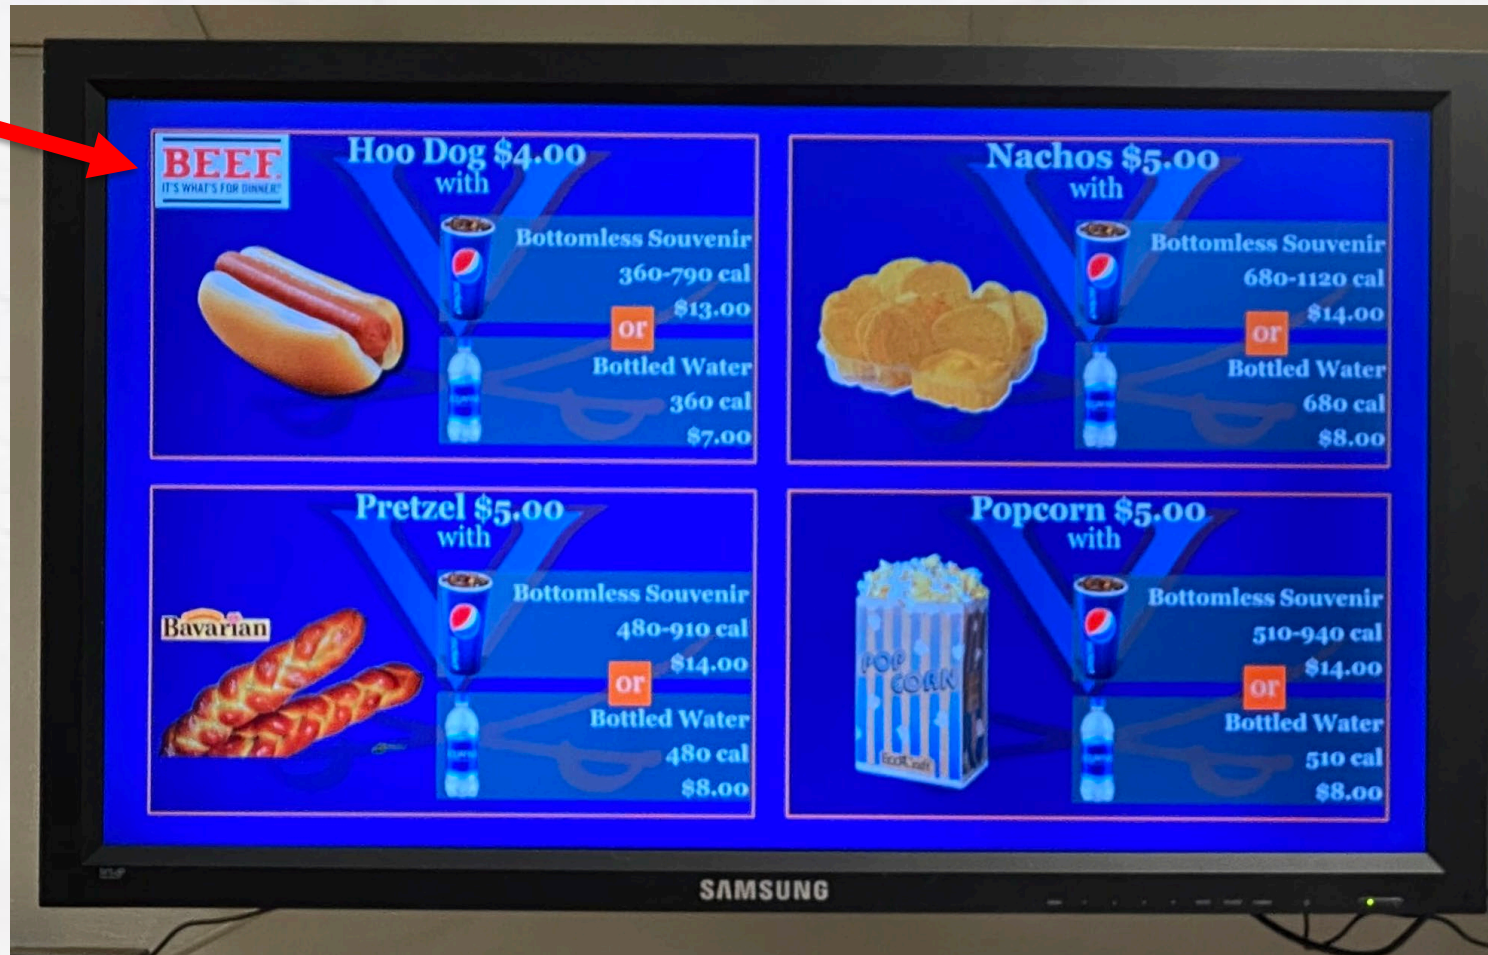 BEEF.
IT'S WHAT'S FOR DINNER.®
Hoo Dog $4.00
with
Bottomless Souvenir
360-790 cal
$13.00
or
Bottled Water
360 cal
$7.00
Nachos $5.00
with
Bottomless Souvenir
680-1120 cal
$14.00
or
Bottled Water
680 cal
$8.00
Pretzel $5.00
with
Bavarian
Bottomless Souvenir
480-910 cal
$14.00
or
Bottled Water
480 cal
$8.00
Popcorn $5.00
with
POP
CORN
Bottomless Souvenir
510-940 cal
$14.00
or
Bottled Water
510 cal
$8.00
SAMSUNG